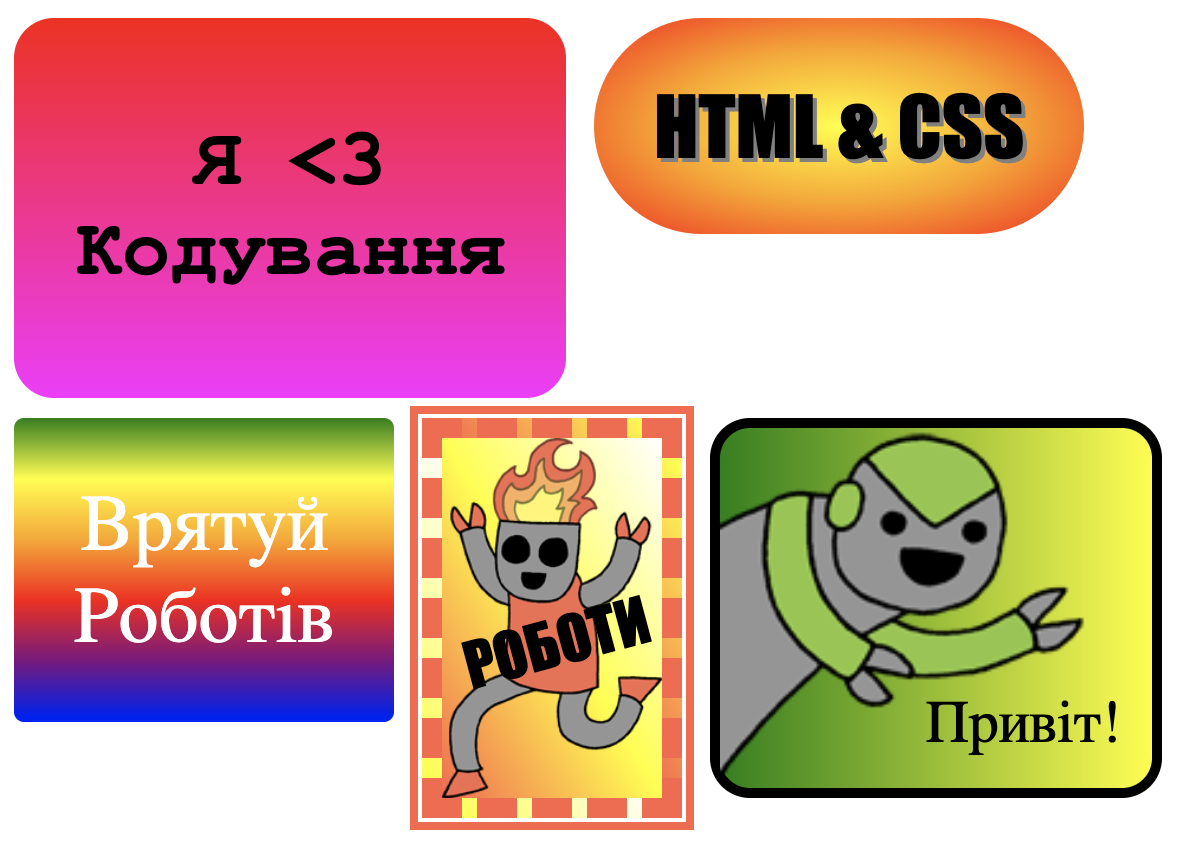 Я <3
Кодування
HTML & CSS
Врятуй
Роботів
РОБОТИ
Привіт!